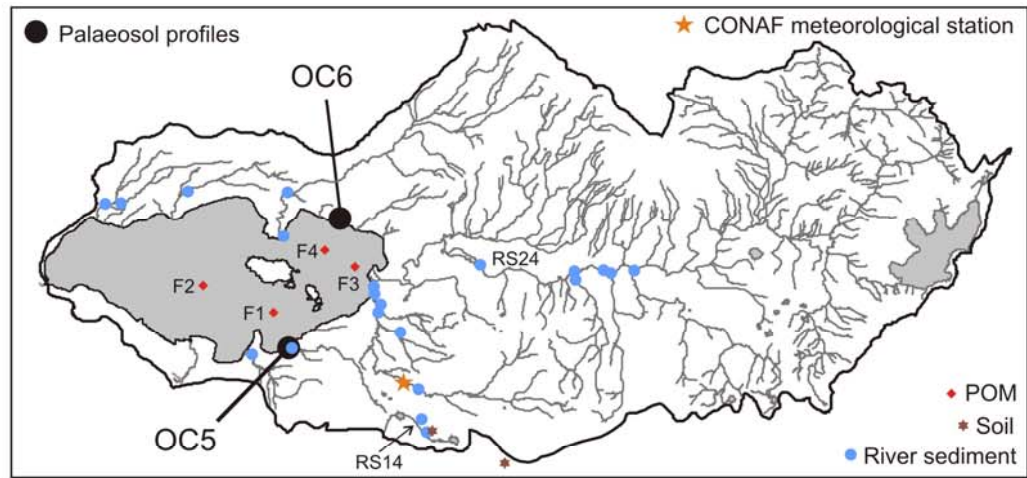 Palaeosol profiles
CONAF meteorological station
OC6
F4
RS24
F3
F2
F1
OC5
RS14
POM
Soil
River sediment